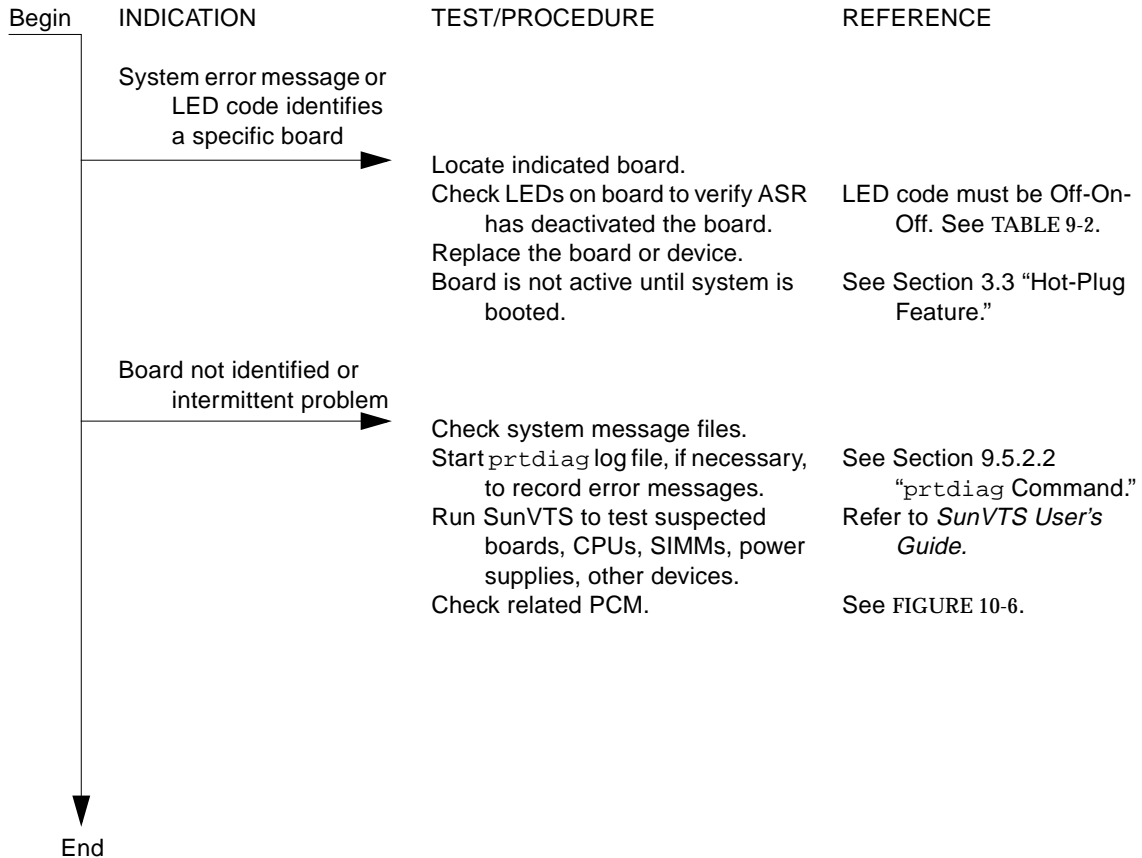 Begin INDICATION TEST/PROCEDURE REFERENCE
System error message or
LED code identifies
a specific board
Locate indicated board.
Check LEDs on board to verify ASR
has deactivated the board.
LED code must be Off-On-
Off. See TABLE 9-2.
Replace the board or device.
Board is not active until system is
booted.
See Section 3.3 “Hot-Plug
Feature.”
Board not identified or
intermittent problem
Check system message files.
Start prtdiag log file, if necessary,
to record error messages.
See Section 9.5.2.2
“prtdiag Command.”
Run SunVTS to test suspected
boards, CPUs, SIMMs, power
supplies, other devices.
Refer to SunVTS User's
Guide.
Check related PCM.
See FIGURE 10-6.
End